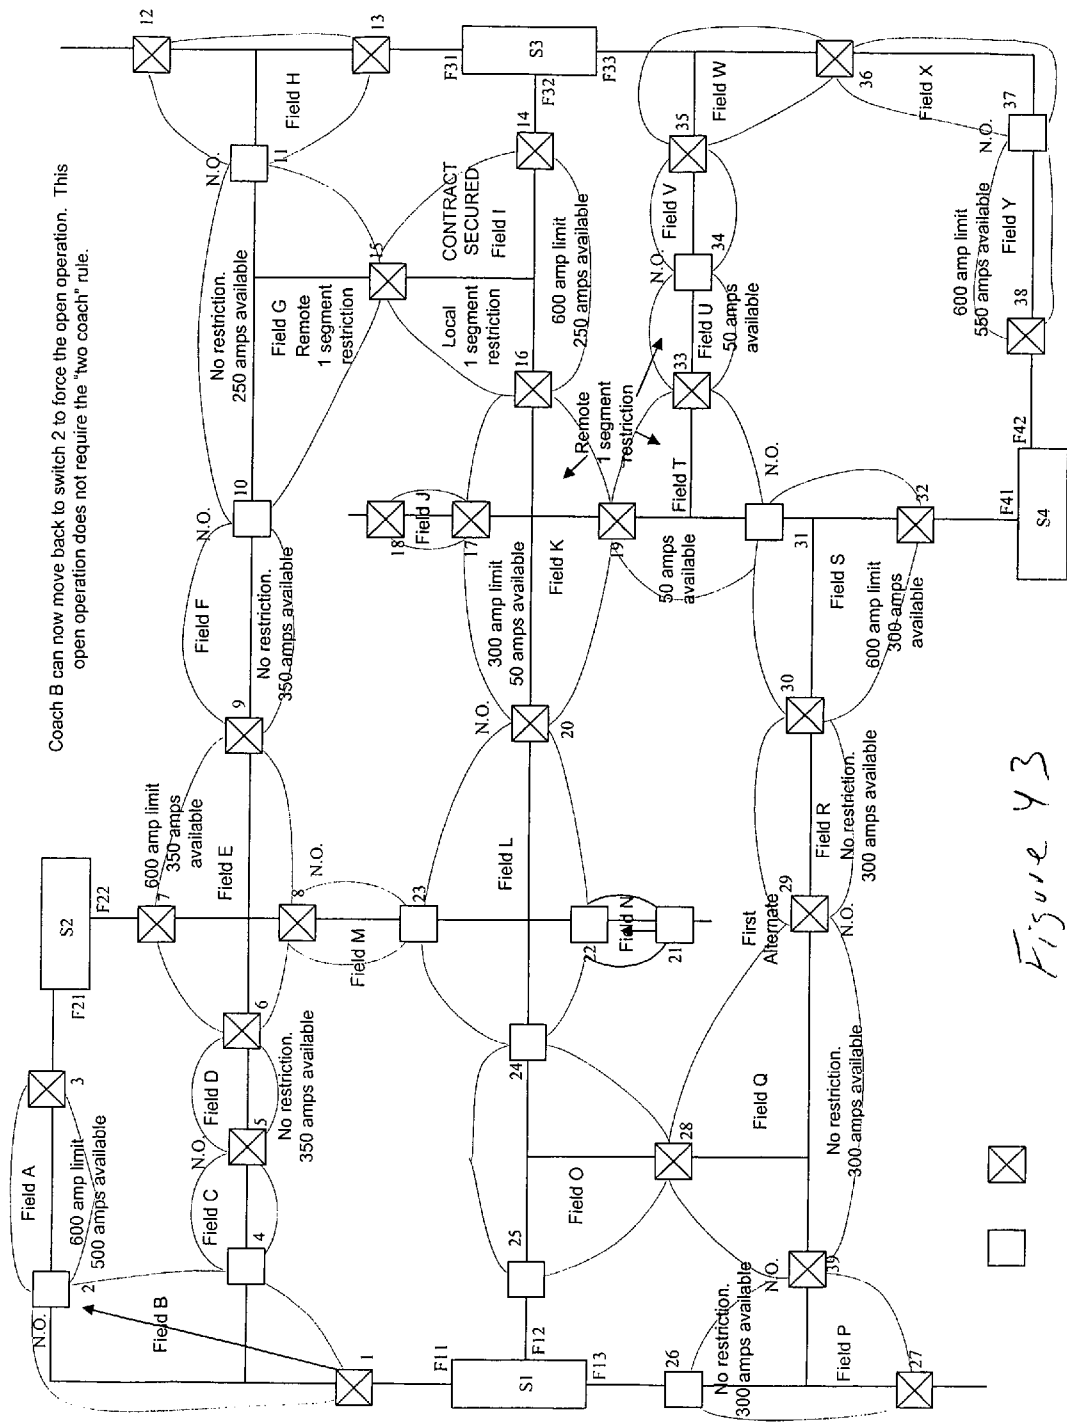 Coach B can now move back to switch 2 to force the open operation. This
open operation does not require the "two coach" rule.
12
13
N.O.
11
Field H
F31
S3
F32
F33
14
No restriction.
250 amps available
Field G
Remote
1 segment
restriction
15
CONTRACT
SECURED
Field I
Local
1 segment
restriction
600 amp limit
250 amps available
16
Field W
35
36
Field X
37
N.O.
Field V
N.O.
34
Field U
50 amps
available
33
600 amp limit
550 amps available
Field Y
38
F42
F41
S4
Remote
1 segment
restriction
Field T
N.O.
31
32
N.O.
10
Field F
No restriction.
350 amps available
9
18
Field J
17
300 amp limit
50 amps available
Field K
19
50 amps
available
N.O.
20
Field S
600 amp limit
300 amps
available
30
S2
F22
F21
600 amp limit
350 amps
available
7
Field E
8
N.O.
Field M
23
Field L
22
Field N
21
First
Alternate
29
N.O.
Field R
No restriction.
300 amps available
3
Field A
600 amp limit
500 amps available
2
N.O.
Field B
1
6
Field D
No restriction.
350 amps available
N.O.
5
Field C
4
24
25
Field O
28
Field Q
No restriction.
300 amps available
F11
S1
F12
F13
26
No restriction.
300 amps available
N.O.
39
Field P
27
Figure 43